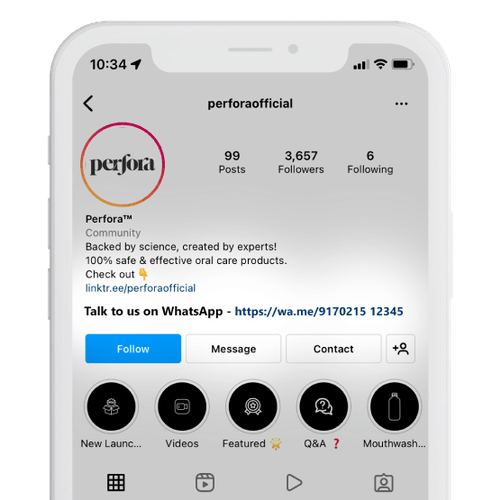 10:34
perforaofficial
perfora
99
3,657
6
Posts
Followers
Following
Perfora™
Community
Backed by science, created by experts!
100% safe & effective oral care products.
Check out 👇
linktr.ee/perforaofficial
Talk to us on WhatsApp - https://wa.me/9170215 12345
Follow
Message
Contact
New Launc...
Videos
Featured 🌟
Q&A ❓
Mouthwash...